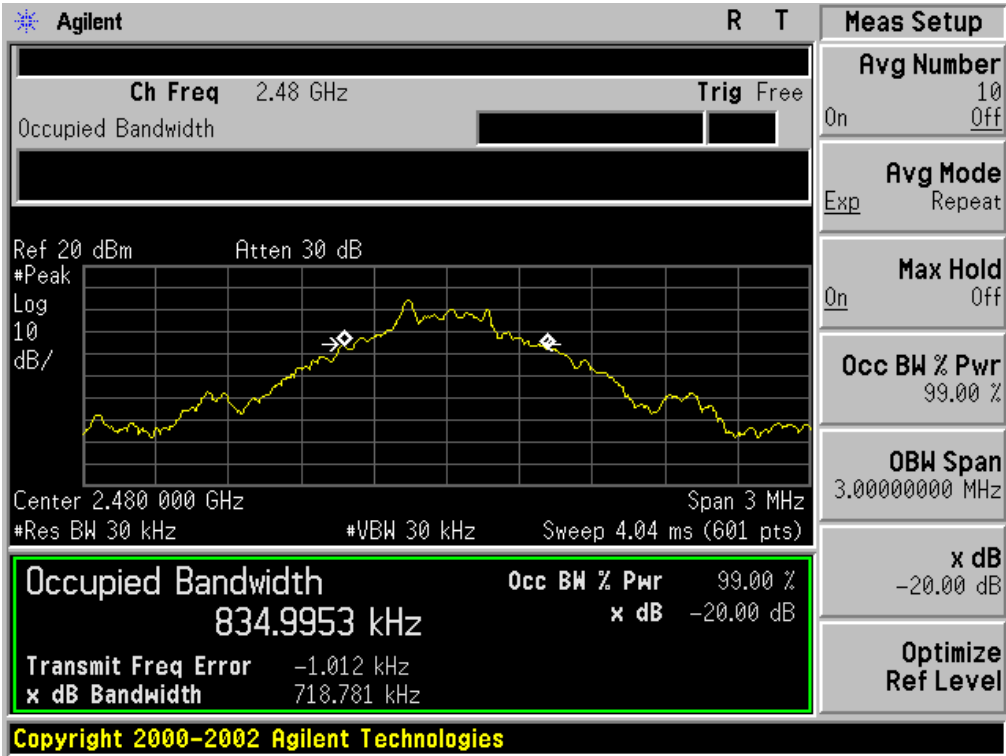 Agilent R T
Ch Freq 2.48 GHz Trig Free
Occupied Bandwidth
Ref 20 dBm Atten 30 dB
#Peak
Log
10
dB/
Center 2.480 000 GHz Span 3 MHz
#Res BW 30 kHz #VBW 30 kHz Sweep 4.04 ms (601 pts)
Occupied Bandwidth Occ BW % Pwr 99.00 %
834.9953 kHz x dB -20.00 dB
Transmit Freq Error -1.012 kHz
x dB Bandwidth 718.781 kHz
Copyright 2000-2002 Agilent Technologies
Meas Setup
Avg Number
10
On Off
Avg Mode
Exp Repeat
Max Hold
On Off
Occ BW % Pwr
99.00 %
OBW Span
3.00000000 MHz
x dB
-20.00 dB
Optimize
Ref Level